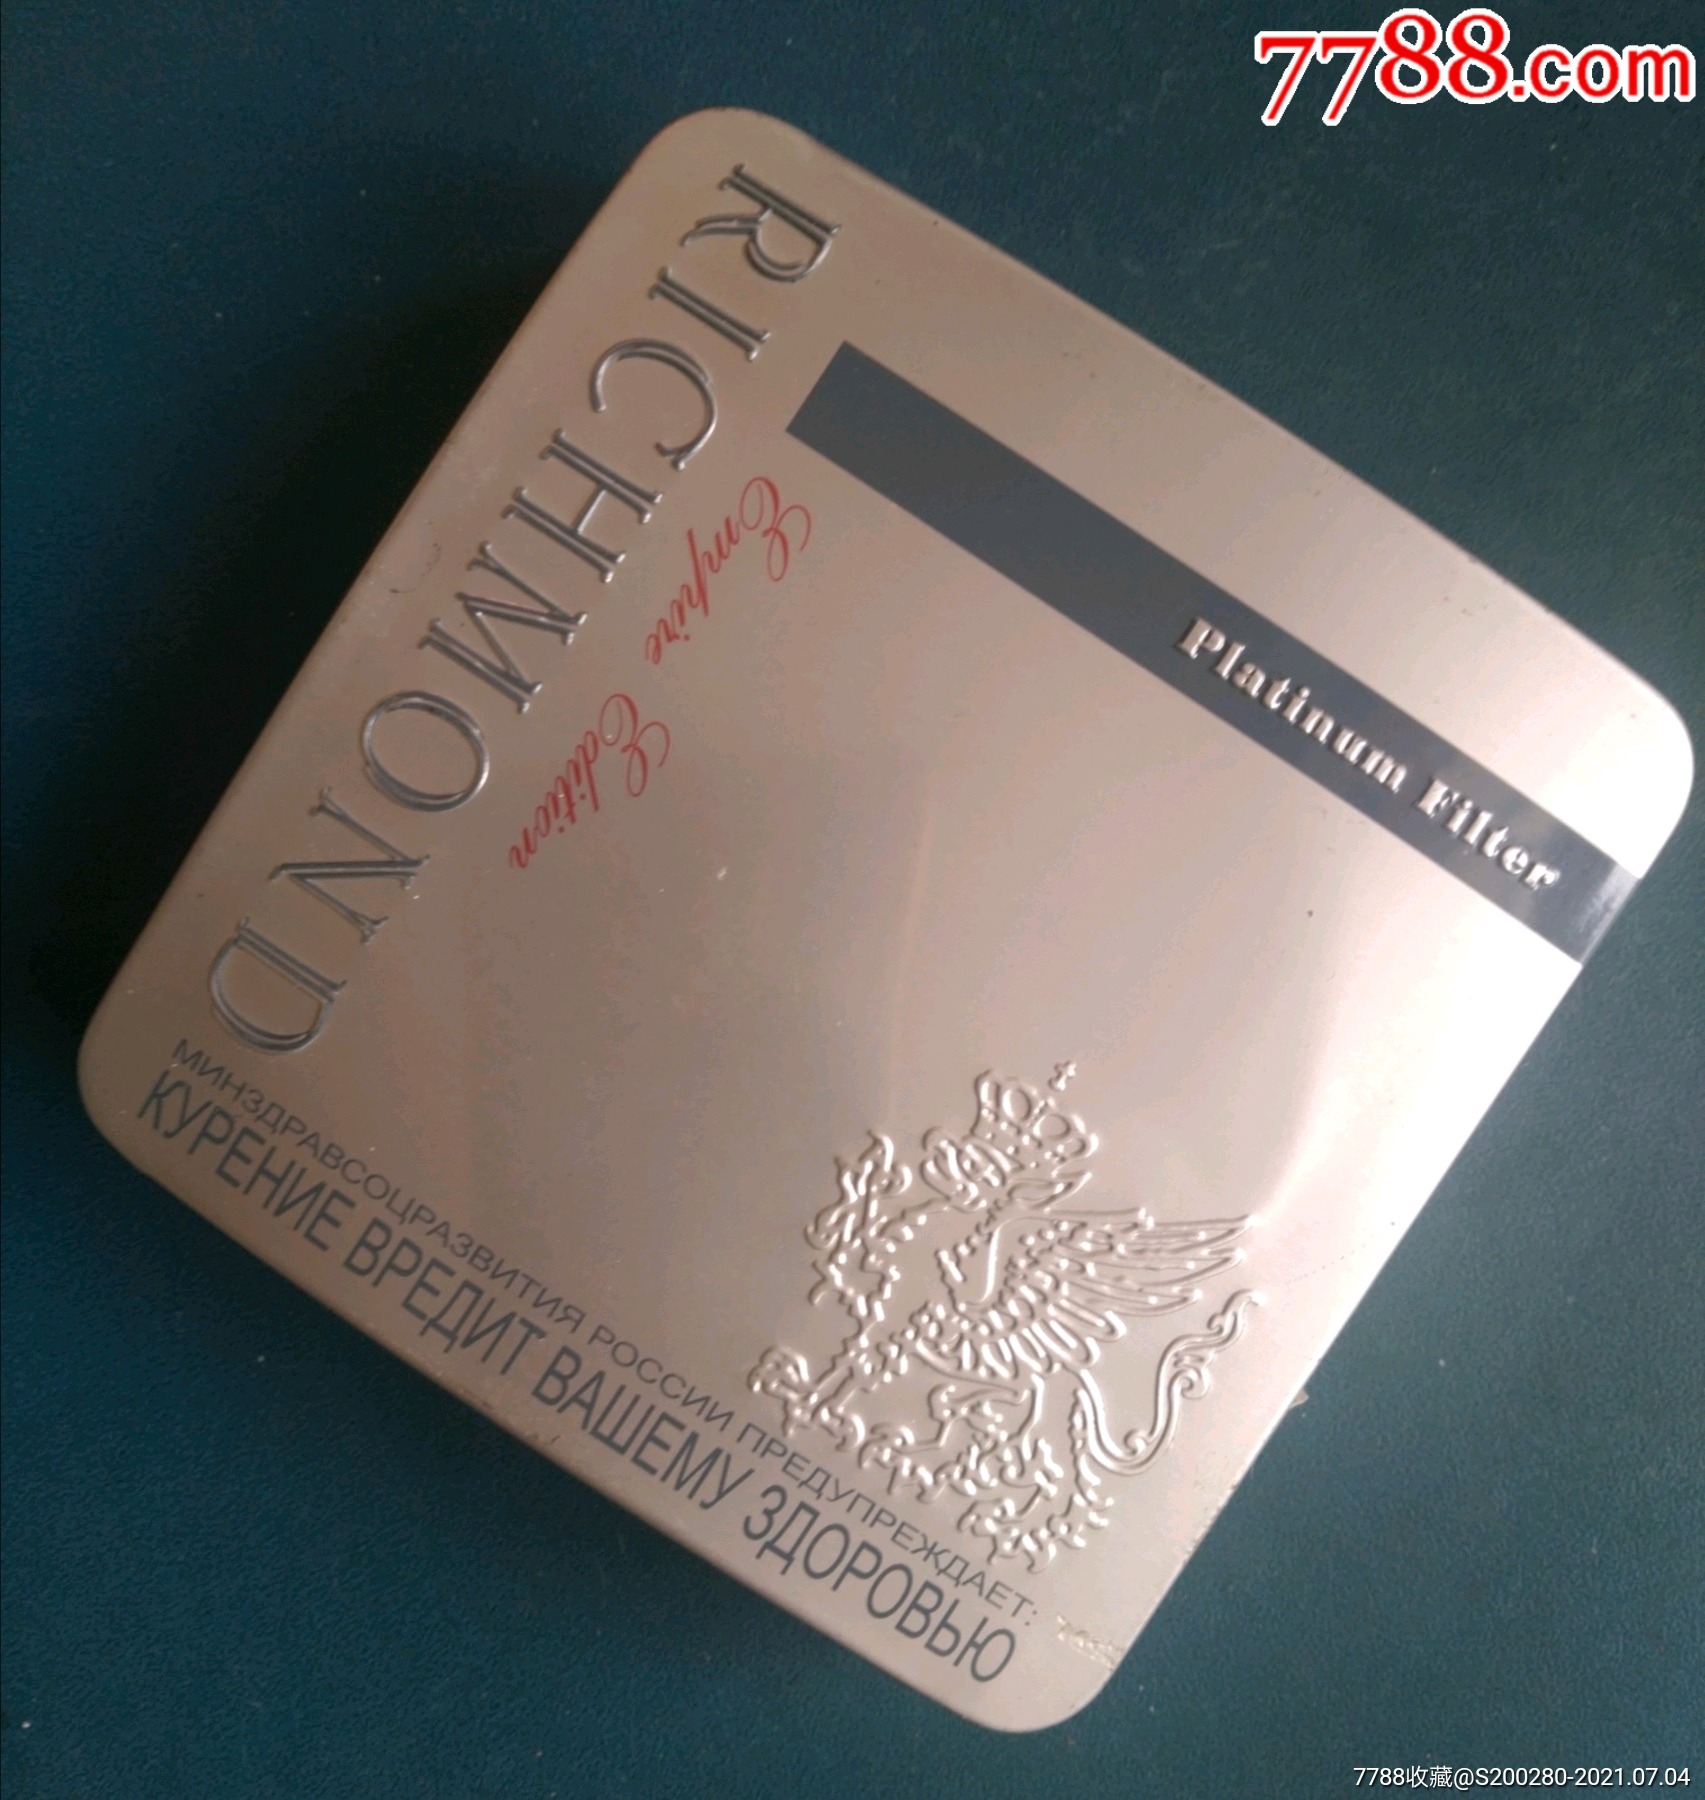 7788.com
RICHMOND
Empire Edition
Platinum Filter
МИНЗДРАВСОЦРАЗВИТИЯ РОССИИ ПРЕДУПРЕЖДАЕТ:
КУРЕНИЕ ВРЕДИТ ВАШЕМУ ЗДОРОВЬЮ
7788收藏@S200280-2021.07.04